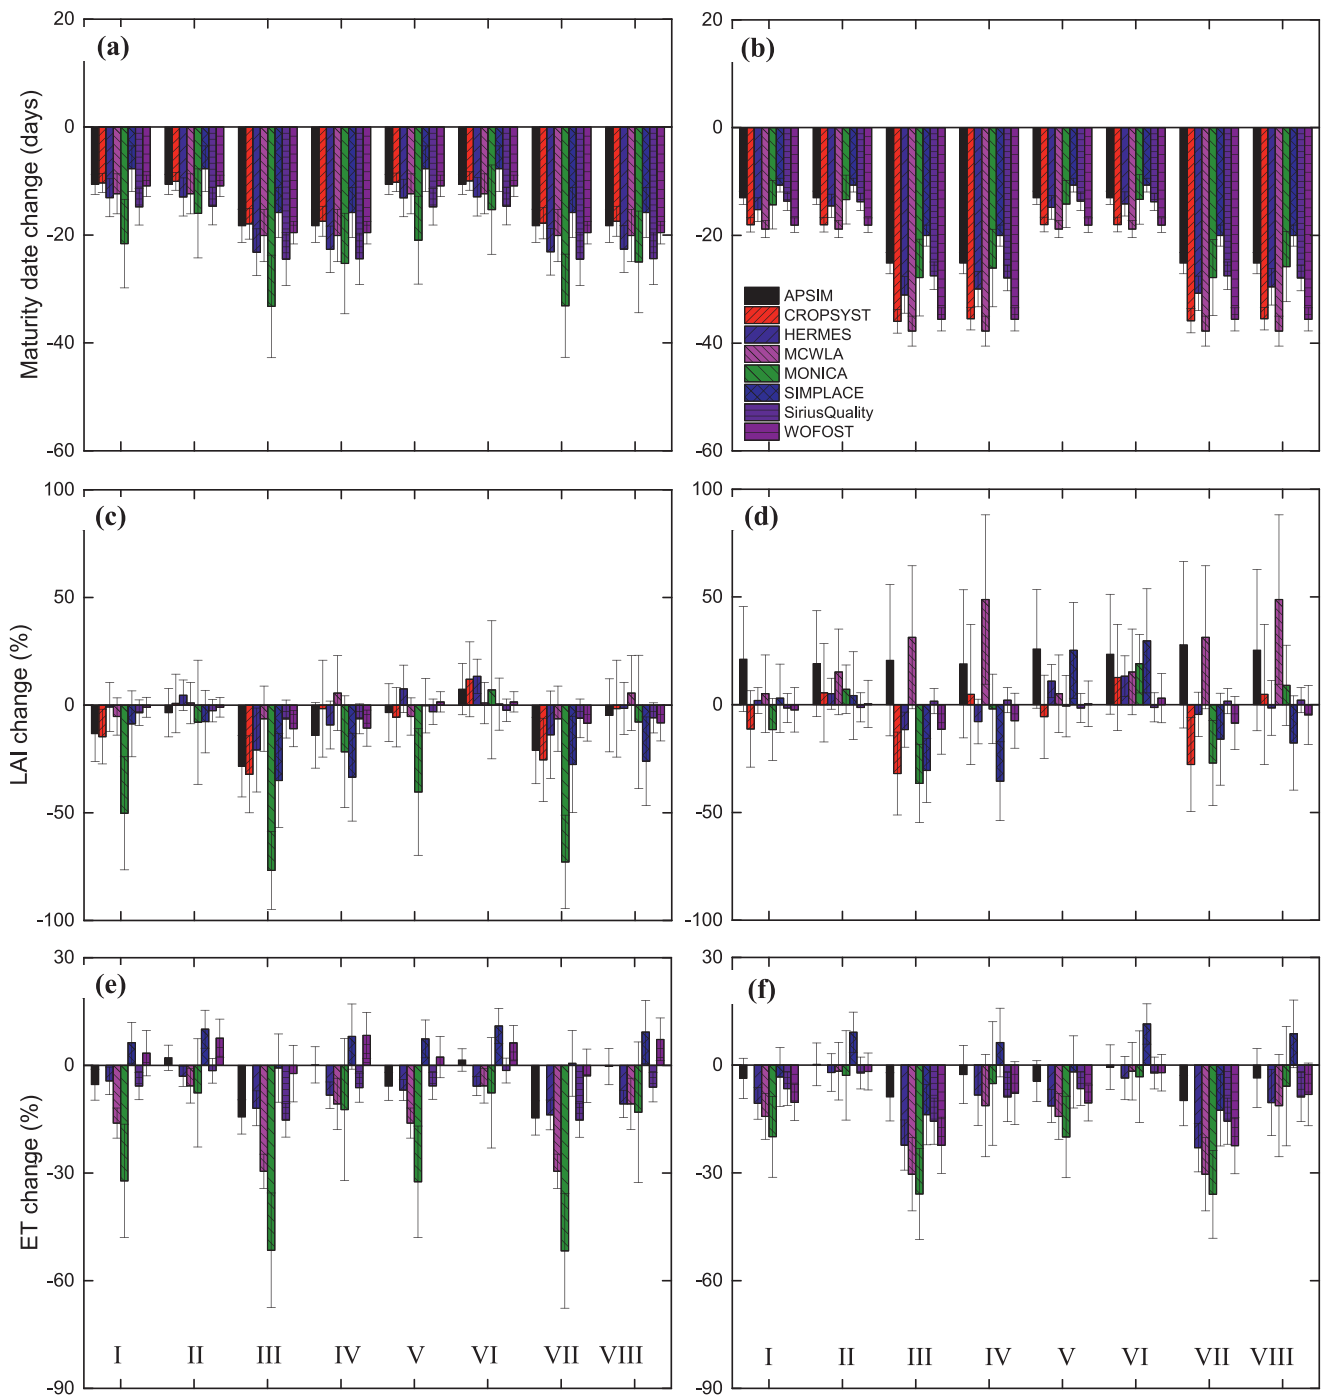 (a)
(b)
20
0
-20
-40
-60
Maturity date change (days)
20
0
-20
-40
-60
APSIM
CROPSYST
HERMES
MCWLA
MONICA
SIMPLACE
SiriusQuality
WOFOST
(c)
(d)
100
50
0
-50
-100
LAI change (%)
100
50
0
-50
-100
(e)
(f)
30
0
-30
-60
-90
ET change (%)
30
0
-30
-60
-90
I II III IV V VI VII VIII
I II III IV V VI VII VIII